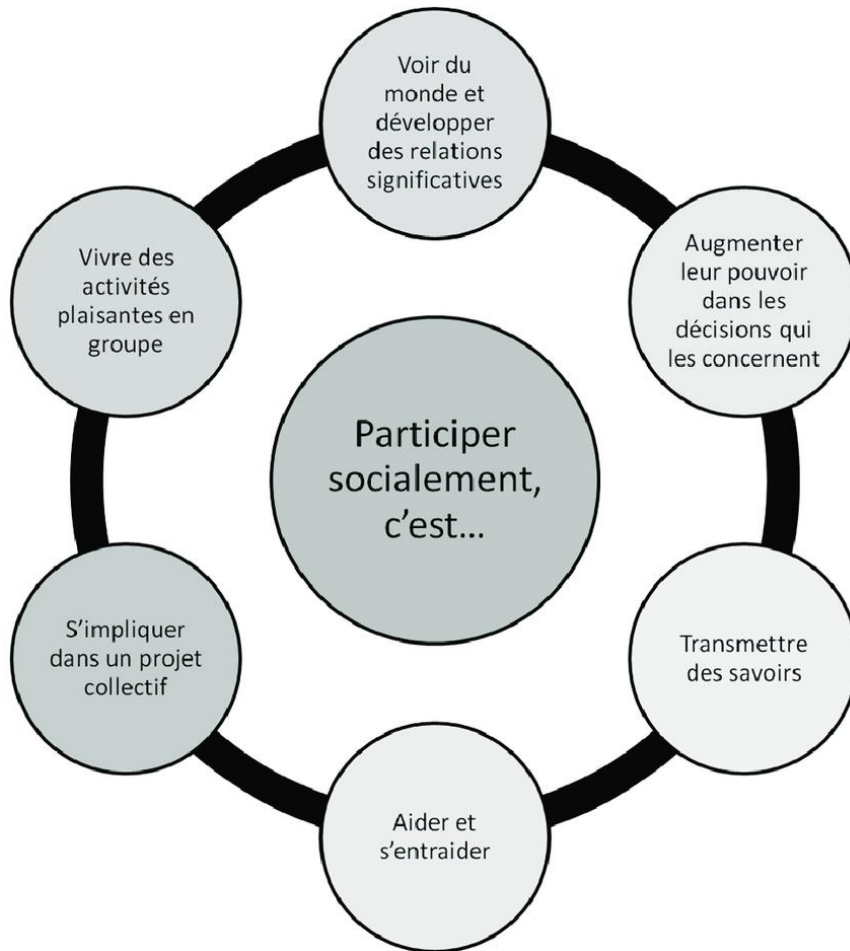 Voir du
monde et
développer
des relations
significatives
Augmenter
leur pouvoir
dans les
décisions qui
les concernent
Transmettre
des savoirs
Aider et
s'entraider
S'impliquer
dans un projet
collectif
Vivre des
activités
plaisantes en
groupe
Participer
socialement,
c'est...